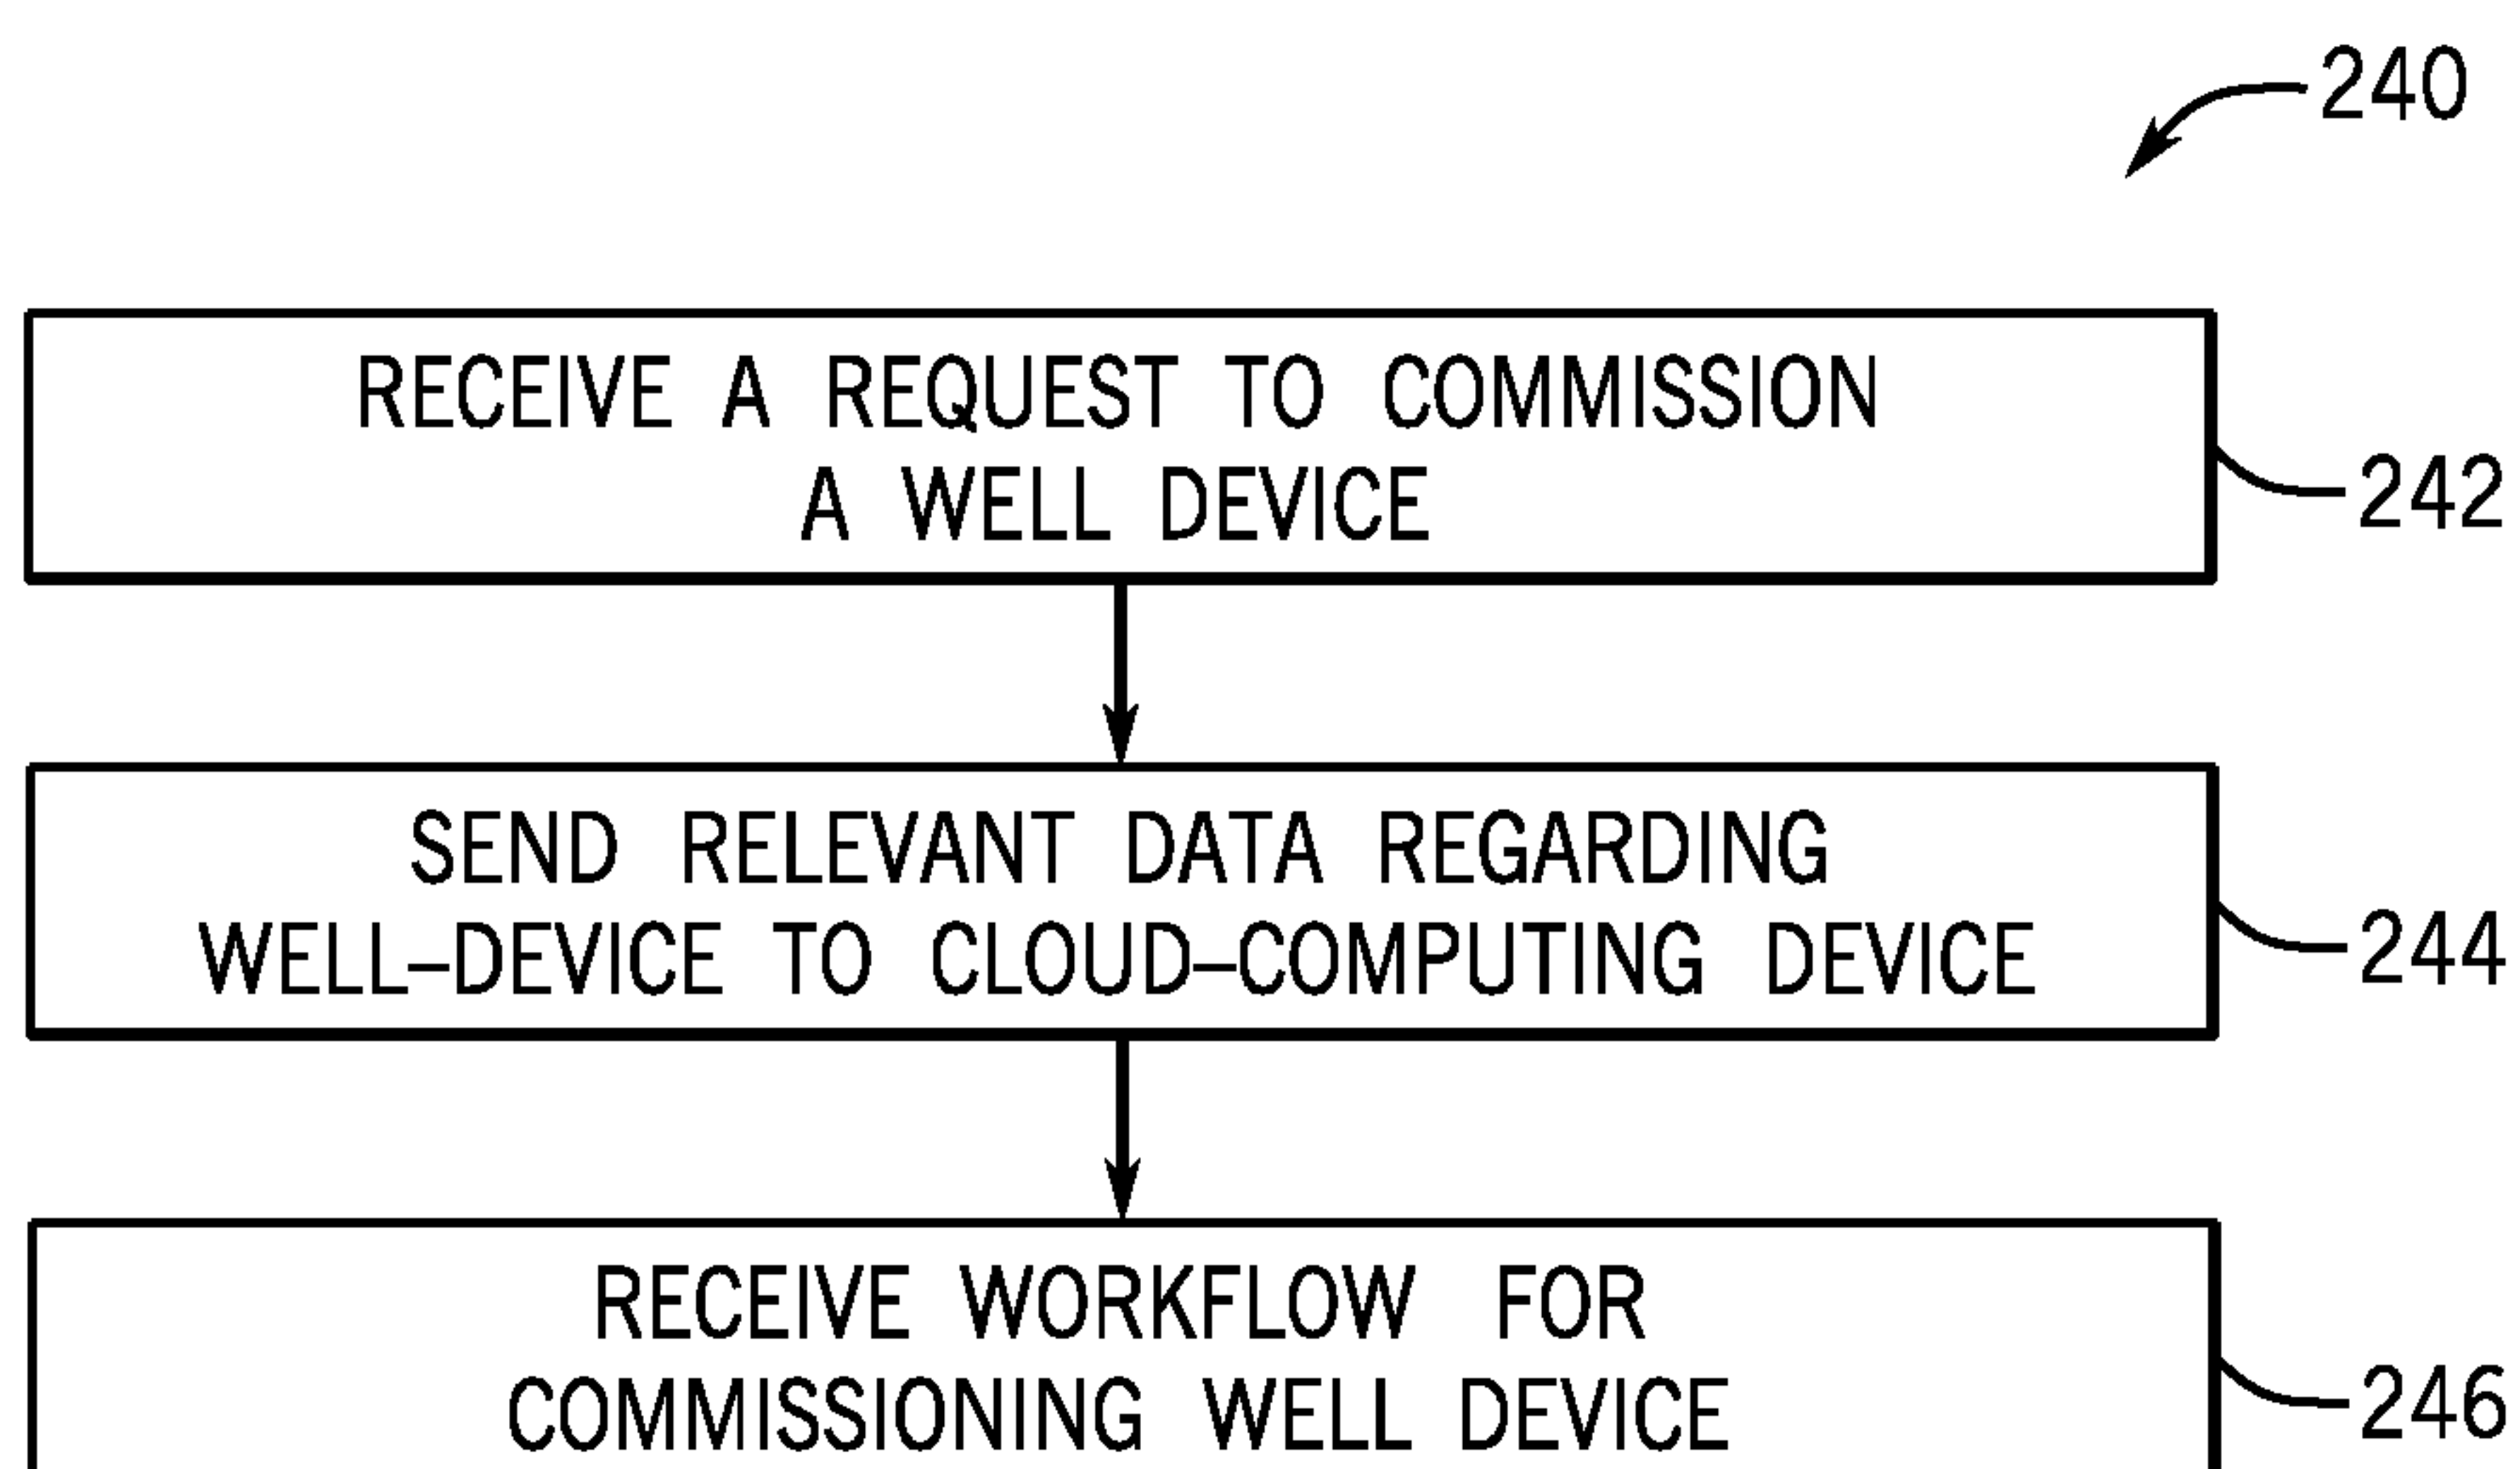 240
RECEIVE A REQUEST TO COMMISSION
A WELL DEVICE
242
SEND RELEVANT DATA REGARDING
WELL–DEVICE TO CLOUD–COMPUTING DEVICE
244
RECEIVE WORKFLOW FOR
COMMISSIONING WELL DEVICE
246